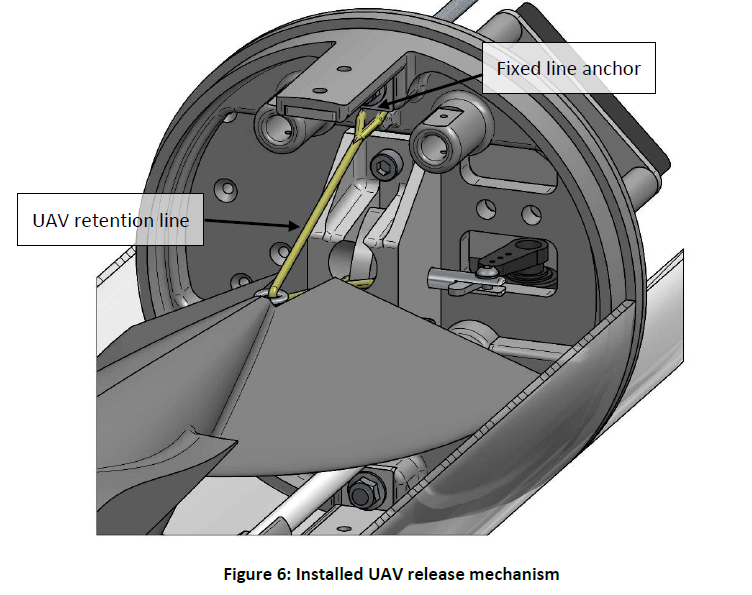 Fixed line anchor
UAV retention line
Figure 6: Installed UAV release mechanism